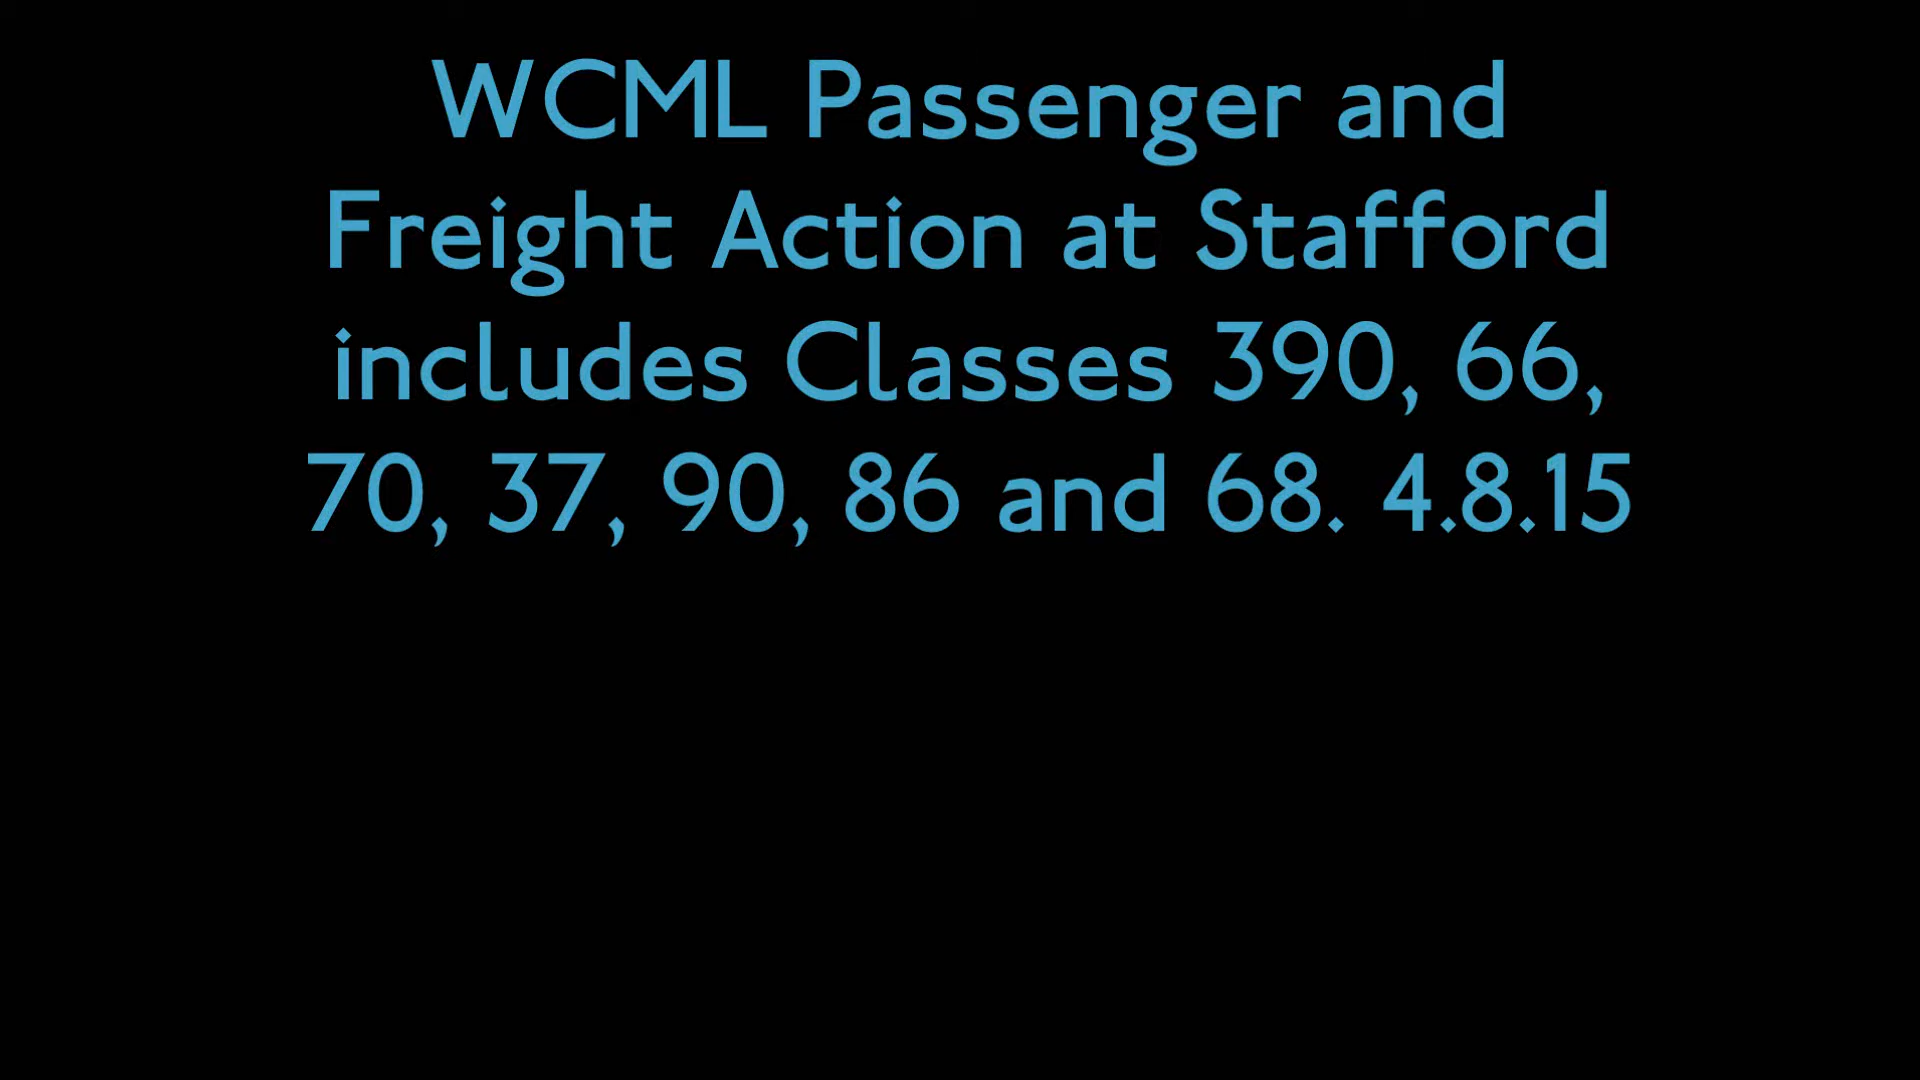 WCML Passenger and
Freight Action at Stafford
includes Classes 390, 66,
70, 37, 90, 86 and 68. 4.8.15